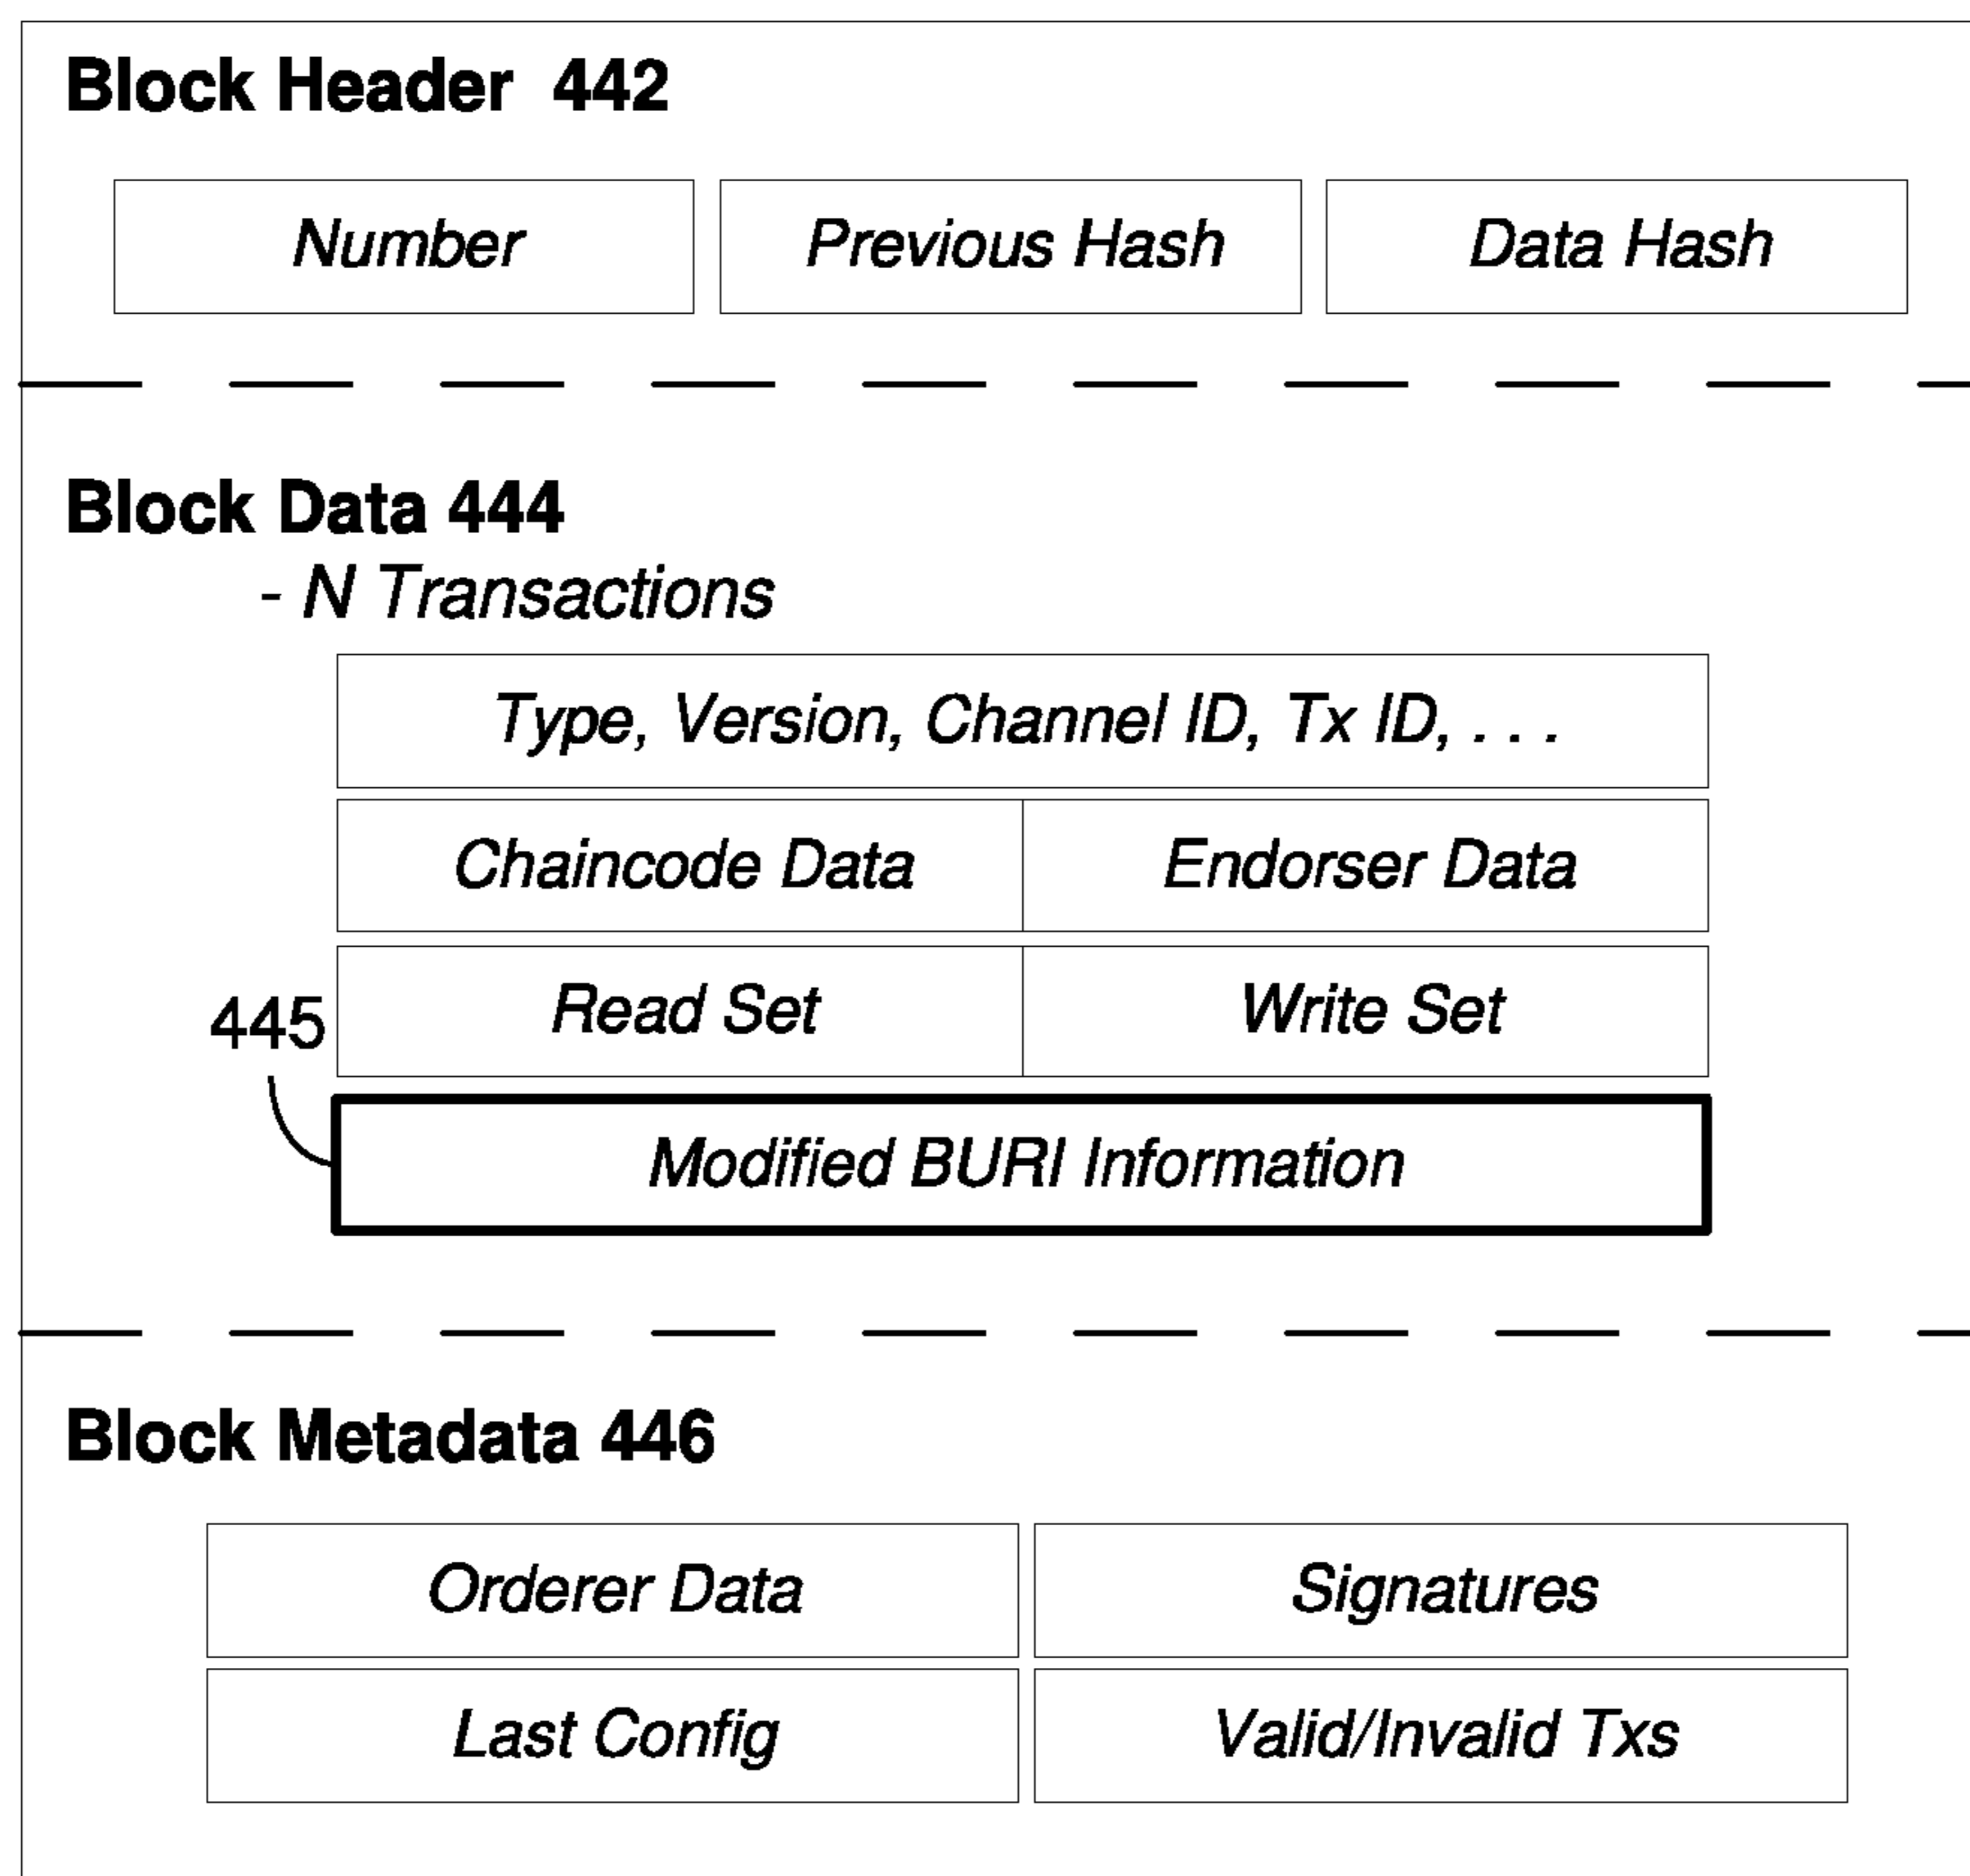 Block Header 442
Number Previous Hash Data Hash
Block Data 444
- N Transactions
Type, Version, Channel ID, Tx ID, . . .
Chaincode Data Endorser Data
445 Read Set Write Set
Modified BURI Information
Block Metadata 446
Orderer Data Signatures
Last Config Valid/Invalid Txs